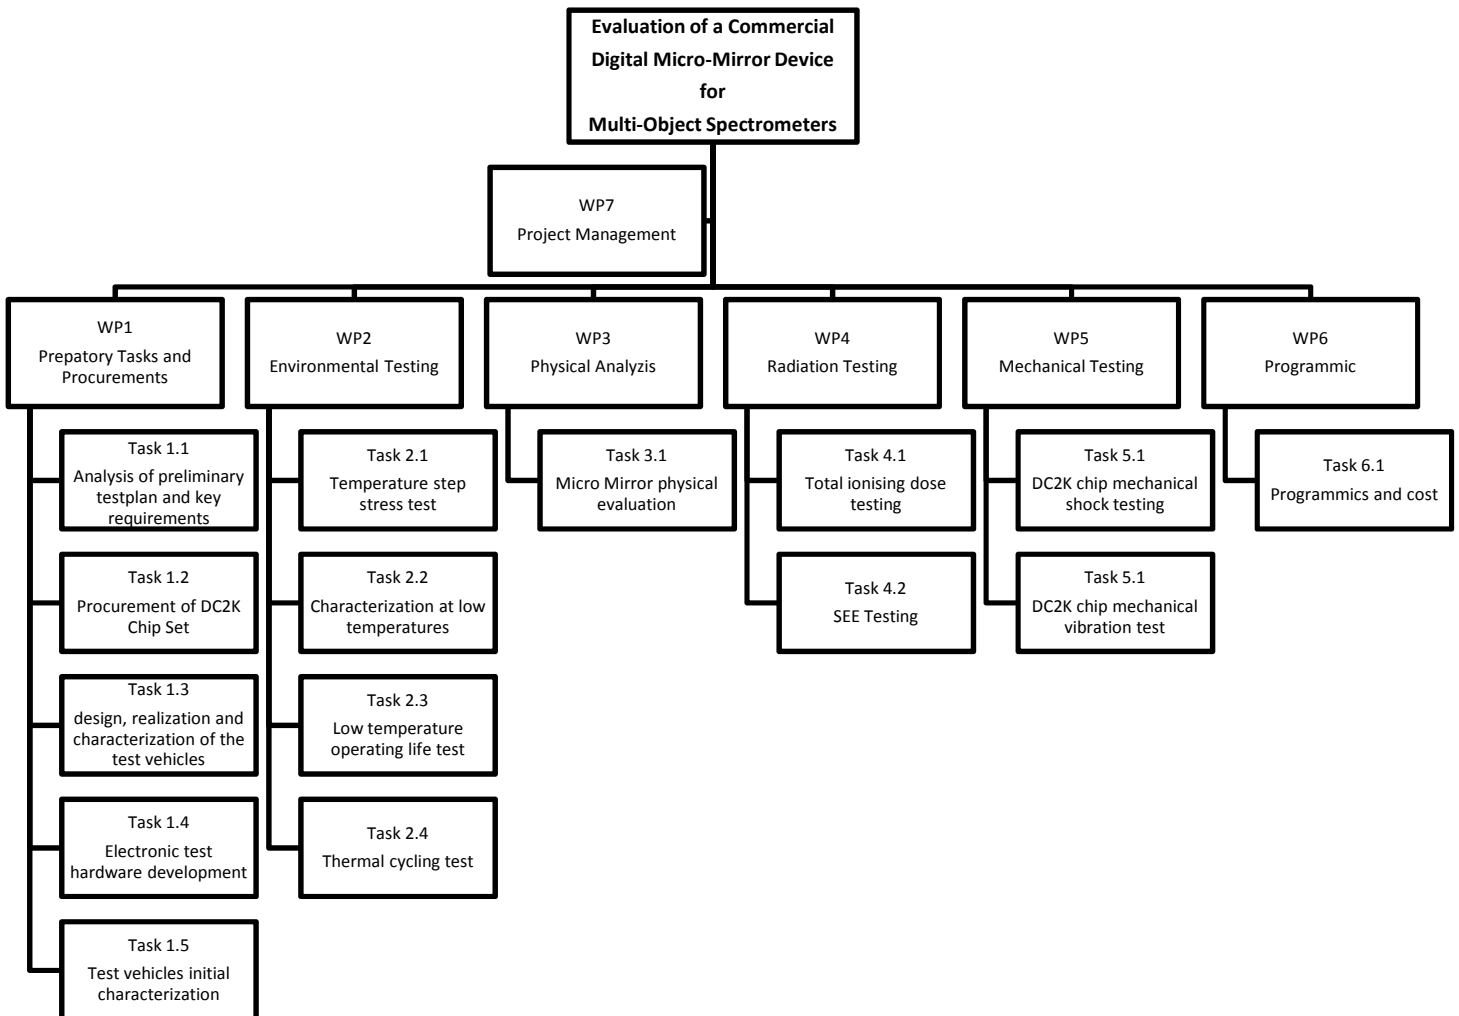 Evaluation of a Commercial
Digital Micro-Mirror Device
for
Multi-Object Spectrometers
WP7
Project Management
WP1
Prepatory Tasks and
Procurements
WP2
Environmental Testing
WP3
Physical Analyzis
WP4
Radiation Testing
WP5
Mechanical Testing
WP6
Programmic
Task 1.1
Analysis of preliminary
testplan and key
requirements
Task 1.2
Procurement of DC2K
Chip Set
Task 1.3
design, realization and
characterization of the
test vehicles
Task 1.4
Electronic test
hardware development
Task 1.5
Test vehicles initial
characterization
Task 2.1
Temperature step
stress test
Task 2.2
Characterization at low
temperatures
Task 2.3
Low temperature
operating life test
Task 2.4
Thermal cycling test
Task 3.1
Micro Mirror physical
evaluation
Task 4.1
Total ionising dose
testing
Task 4.2
SEE Testing
Task 5.1
DC2K chip mechanical
shock testing
Task 5.1
DC2K chip mechanical
vibration test
Task 6.1
Programmics and cost